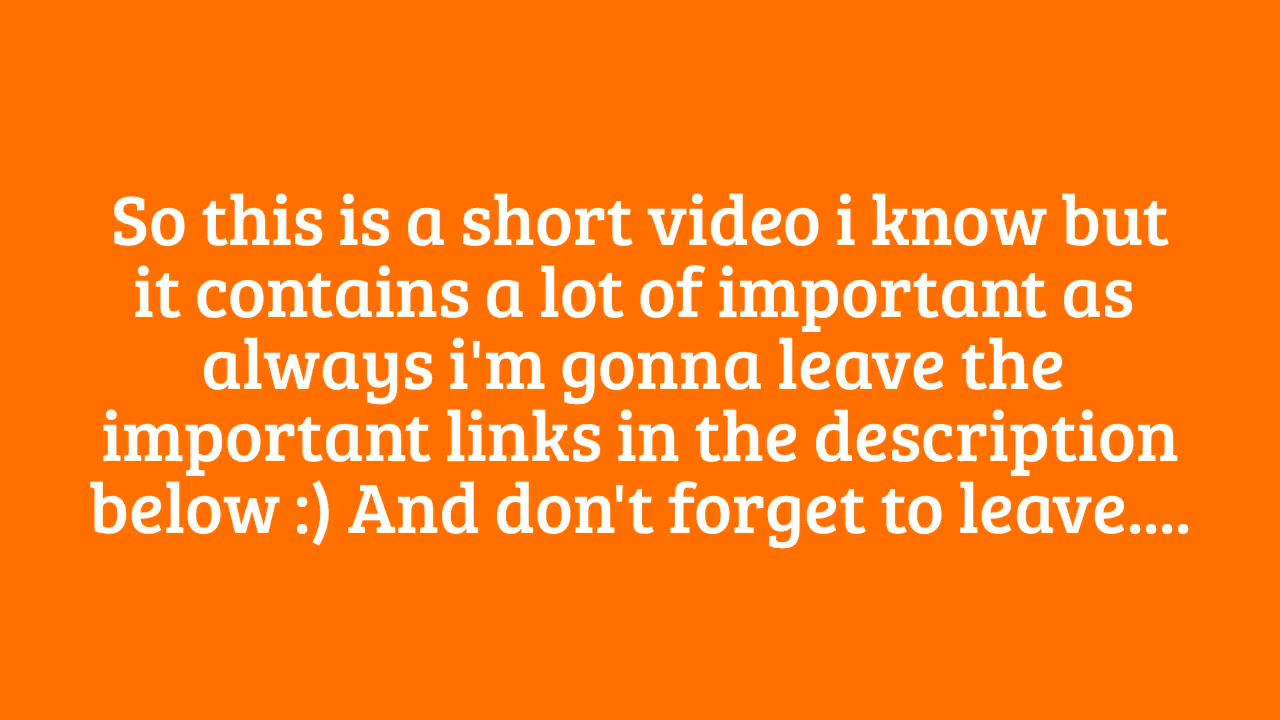 So this is a short video i know but
it contains a lot of important as
always i'm gonna leave the
important links in the description
below :) And don't forget to leave....